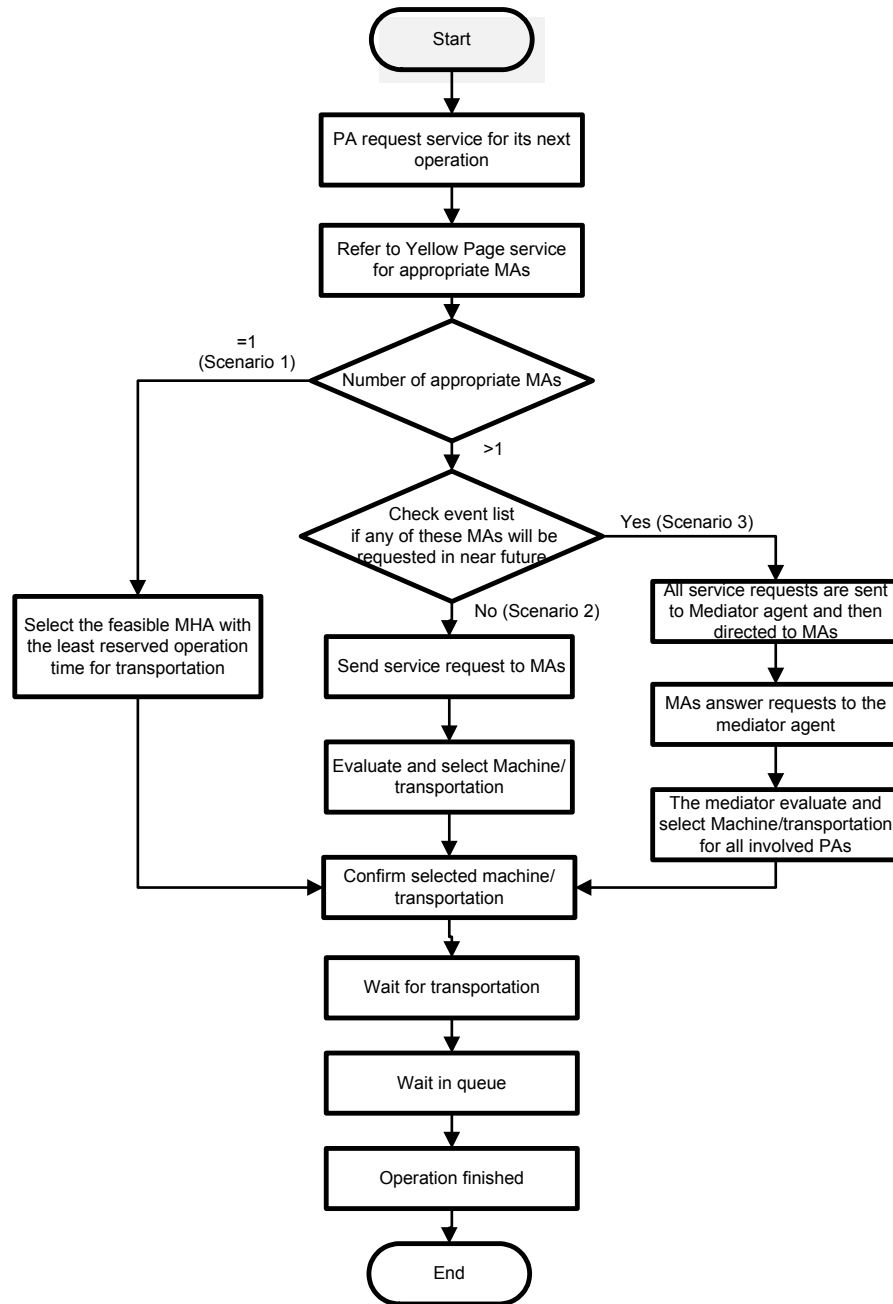 Start
PA request service for its next
operation
Refer to Yellow Page service
for appropriate MAs
=1
(Scenario 1)
Number of appropriate MAs
>1
Check event list
if any of these MAs will be
requested in near future
Yes (Scenario 3)
No (Scenario 2)
Select the feasible MHA with
the least reserved operation
time for transportation
Send service request to MAs
All service requests are sent
to Mediator agent and then
directed to MAs
Evaluate and select Machine/
transportation
MAs answer requests to the
mediator agent
The mediator evaluate and
select Machine/transportation
for all involved PAs
Confirm selected machine/
transportation
Wait for transportation
Wait in queue
Operation finished
End